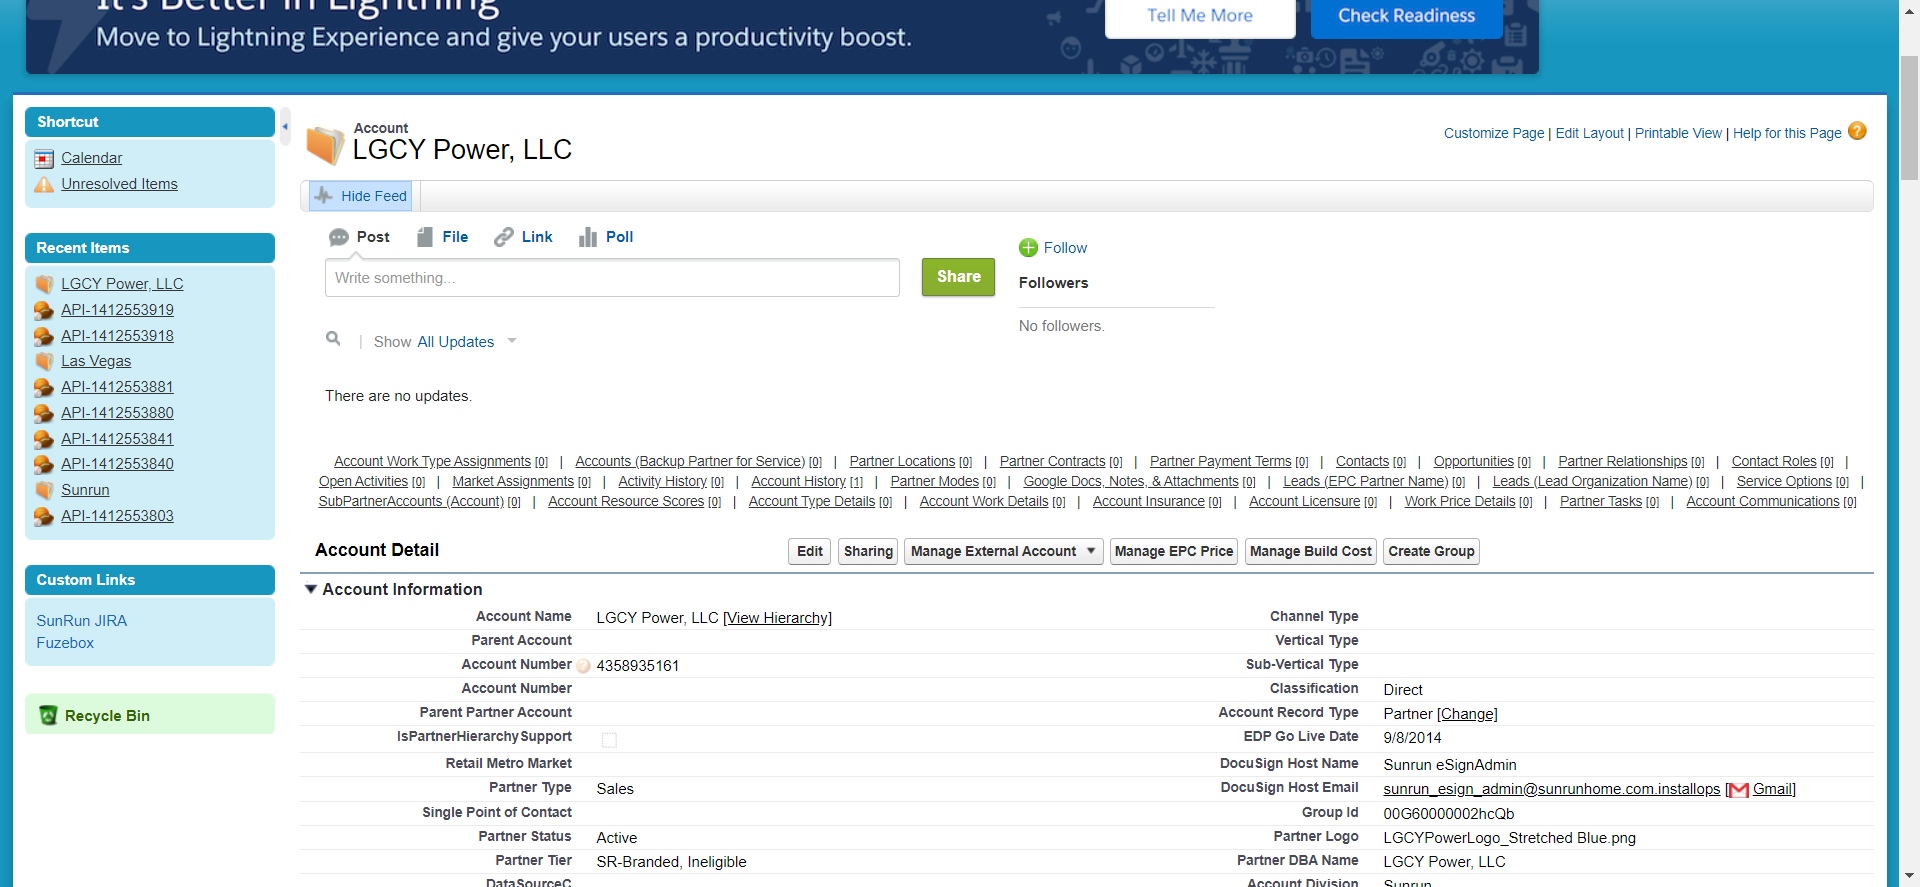 It's Better in Lightning
Move to Lightning Experience and give your users a productivity boost.
Tell Me More
Check Readiness
Shortcut
Calendar
Unresolved Items
Recent Items
LGCY Power, LLC
API-1412553919
API-1412553918
Las Vegas
API-1412553881
API-1412553880
API-1412553841
API-1412553840
Sunrun
API-1412553803
Custom Links
SunRun JIRA
Fuzebox
Recycle Bin
Account
LGCY Power, LLC
Customize Page | Edit Layout | Printable View | Help for this Page ?
Hide Feed
Post File Link Poll
Write something...
Share
Show All Updates
There are no updates.
Follow
Followers
No followers.
Account Work Type Assignments [0] | Accounts (Backup Partner for Service) [0] | Partner Locations [0] | Partner Contracts [0] | Partner Payment Terms [0] | Contacts [0] | Opportunities [0] | Partner Relationships [0] | Contact Roles [0] |
Open Activities [0] | Market Assignments [0] | Activity History [0] | Account History [1] | Partner Modes [0] | Google Docs, Notes, & Attachments [0] | Leads (EPC Partner Name) [0] | Leads (Lead Organization Name) [0] | Service Options [0] |
SubPartnerAccounts (Account) [0] | Account Resource Scores [0] | Account Type Details [0] | Account Work Details [0] | Account Insurance [0] | Account Licensure [0] | Work Price Details [0] | Partner Tasks [0] | Account Communications [0]
Account Detail
Edit Sharing Manage External Account Manage EPC Price Manage Build Cost Create Group
Account Information
Account Name LGCY Power, LLC [View Hierarchy] Channel Type
Parent Account Vertical Type
Account Number 4358935161 Sub-Vertical Type
Account Number Classification Direct
Parent Partner Account Account Record Type Partner [Change]
IsPartnerHierarchySupport EDP Go Live Date 9/8/2014
Retail Metro Market DocuSign Host Name Sunrun eSignAdmin
Partner Type Sales DocuSign Host Email sunrun_esign_admin@sunrunhome.com.installops [Gmail]
Single Point of Contact Group Id 00G60000002hcQb
Partner Status Active Partner Logo LGCYPowerLogo_Stretched Blue.png
Partner Tier SR-Branded, Ineligible Partner DBA Name LGCY Power, LLC
DataSourceC Account Division Sunrun